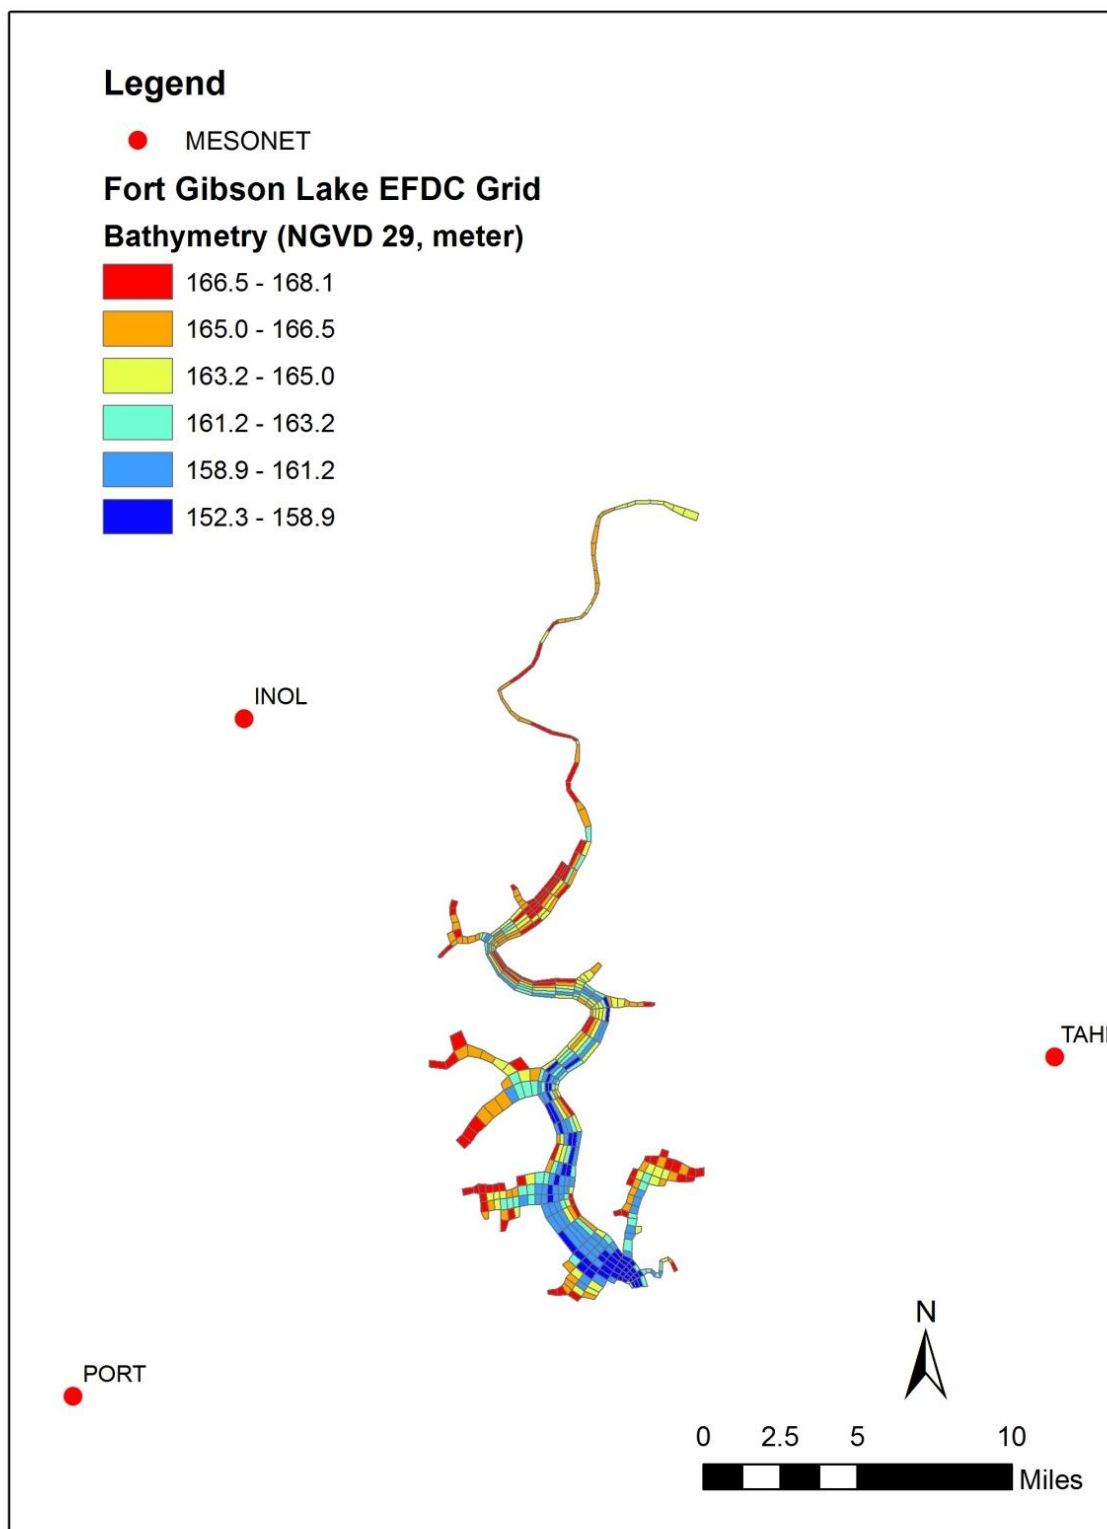 Legend
MESONET
Fort Gibson Lake EFDC Grid
Bathymetry (NGVD 29, meter)
166.5 - 168.1
165.0 - 166.5
163.2 - 165.0
161.2 - 163.2
158.9 - 161.2
152.3 - 158.9
INOL
TAHL
PORT
N
0 2.5 5 10
Miles